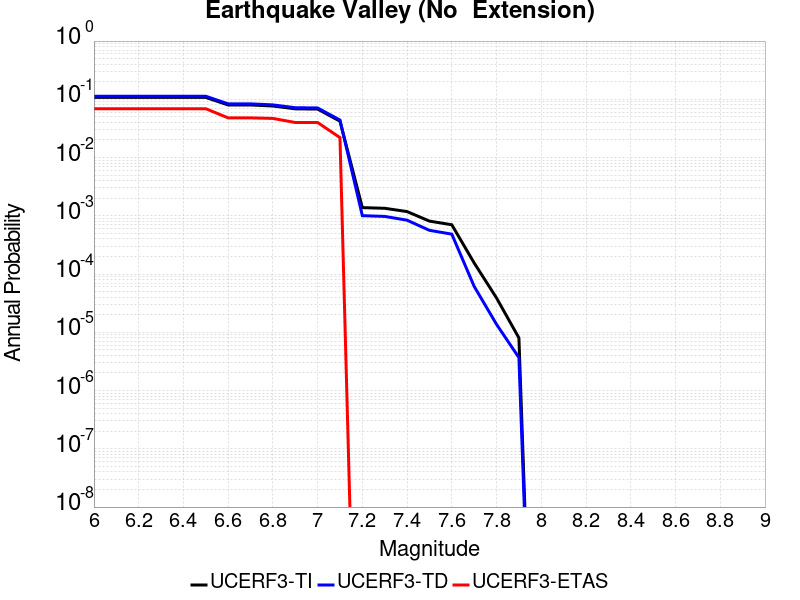 Earthquake Valley (No  Extension)
Annual Probability
10^0
10^-1
10^-2
10^-3
10^-4
10^-5
10^-6
10^-7
10^-8
6 6.2 6.4 6.6 6.8 7 7.2 7.4 7.6 7.8 8 8.2 8.4 8.6 8.8 9
Magnitude
UCERF3-TI UCERF3-TD UCERF3-ETAS